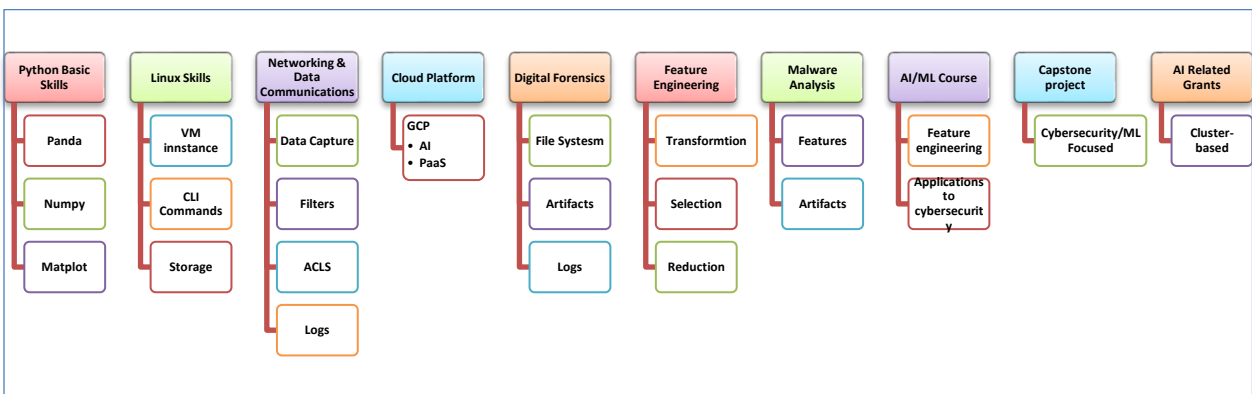 Python Basic
Skills
Panda
Numpy
Matplot
Linux Skills
VM
innstance
CLI
Commands
Storage
Networking &
Data
Communications
Data Capture
Filters
ACLS
Logs
Cloud Platform
GCP
• AI
• PaaS
Digital Forensics
File Systesm
Artifacts
Logs
Feature
Engineering
Transformtion
Selection
Reduction
Malware
Analysis
Features
Artifacts
AI/ML Course
Feature
engineering
Applications
to
cybersecurit
y
Capstone
project
Cybersecurity/ML
Focused
AI Related
Grants
Cluster-
based